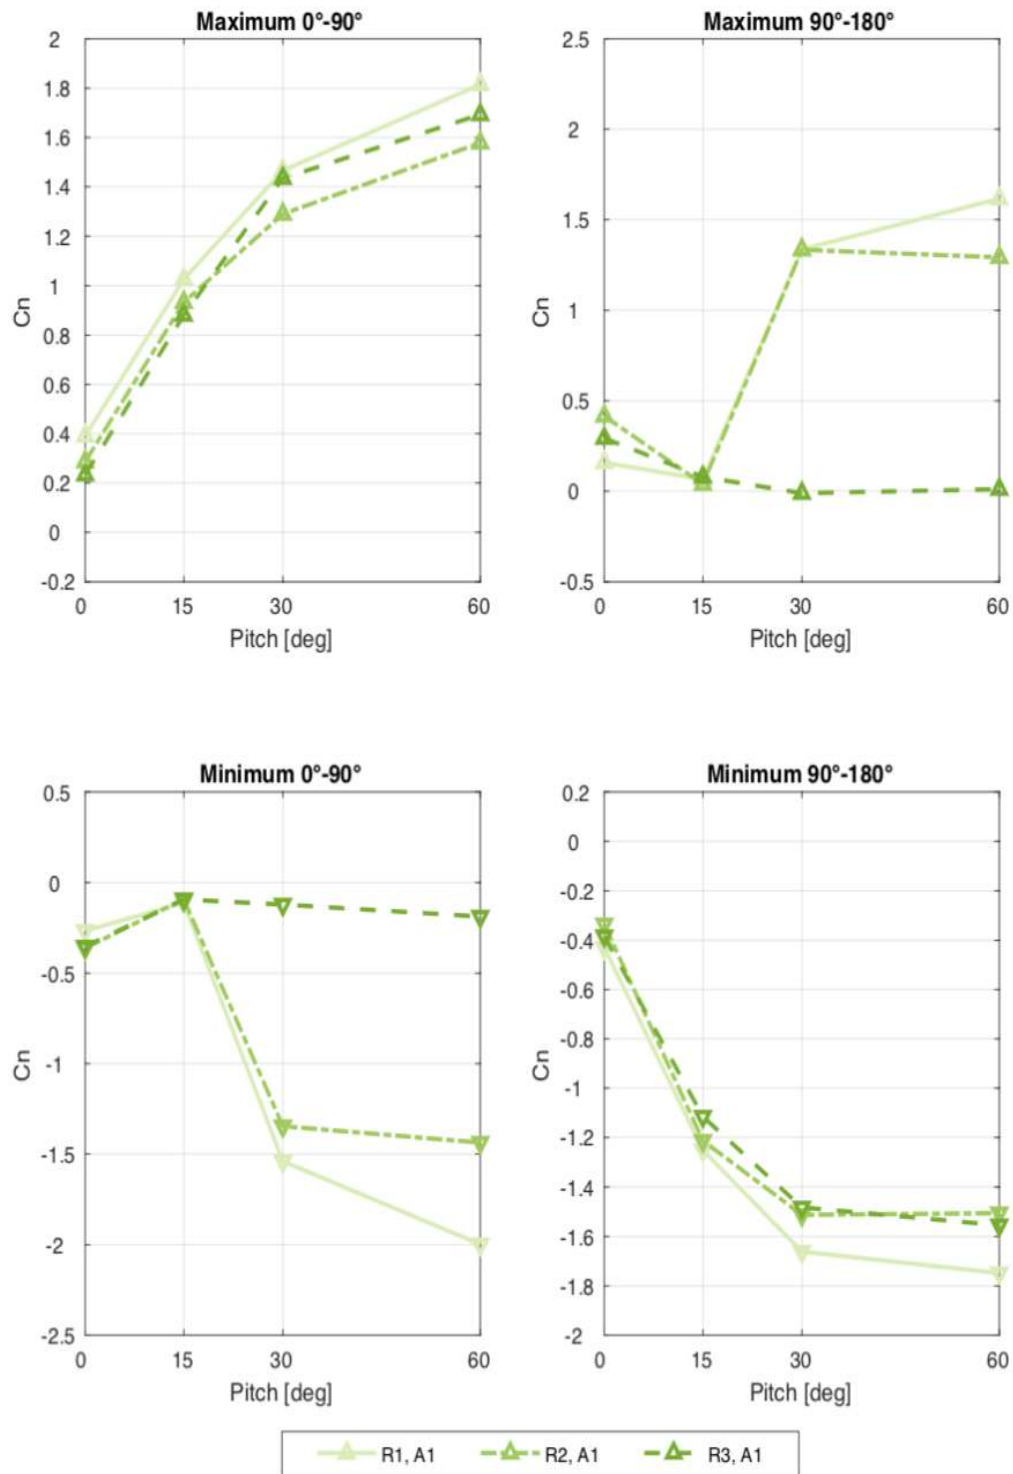 Maximum 0°-90°
2
1.8
1.6
1.4
1.2
1
0.8
0.6
0.4
0.2
0
-0.2
Cn
0 15 30 60
Pitch [deg]
Maximum 90°-180°
2.5
2
1.5
1
0.5
0
-0.5
Cn
0 15 30 60
Pitch [deg]
Minimum 0°-90°
0.5
0
-0.5
-1
-1.5
-2
-2.5
Cn
0 15 30 60
Pitch [deg]
Minimum 90°-180°
0.2
0
-0.2
-0.4
-0.6
-0.8
-1
-1.2
-1.4
-1.6
-1.8
-2
Cn
0 15 30 60
Pitch [deg]
R1, A1 R2, A1 R3, A1